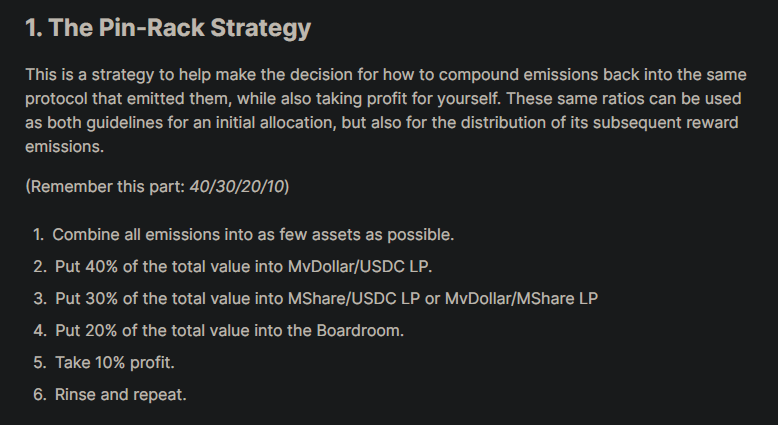 1. The Pin-Rack Strategy
This is a strategy to help make the decision for how to compound emissions back into the same
protocol that emitted them, while also taking profit for yourself. These same ratios can be used
as both guidelines for an initial allocation, but also for the distribution of its subsequent reward
emissions.
(Remember this part: 40/30/20/10)
1. Combine all emissions into as few assets as possible.
2. Put 40% of the total value into MvDollar/USDC LP.
3. Put 30% of the total value into MShare/USDC LP or MvDollar/MShare LP
4. Put 20% of the total value into the Boardroom.
5. Take 10% profit.
6. Rinse and repeat.